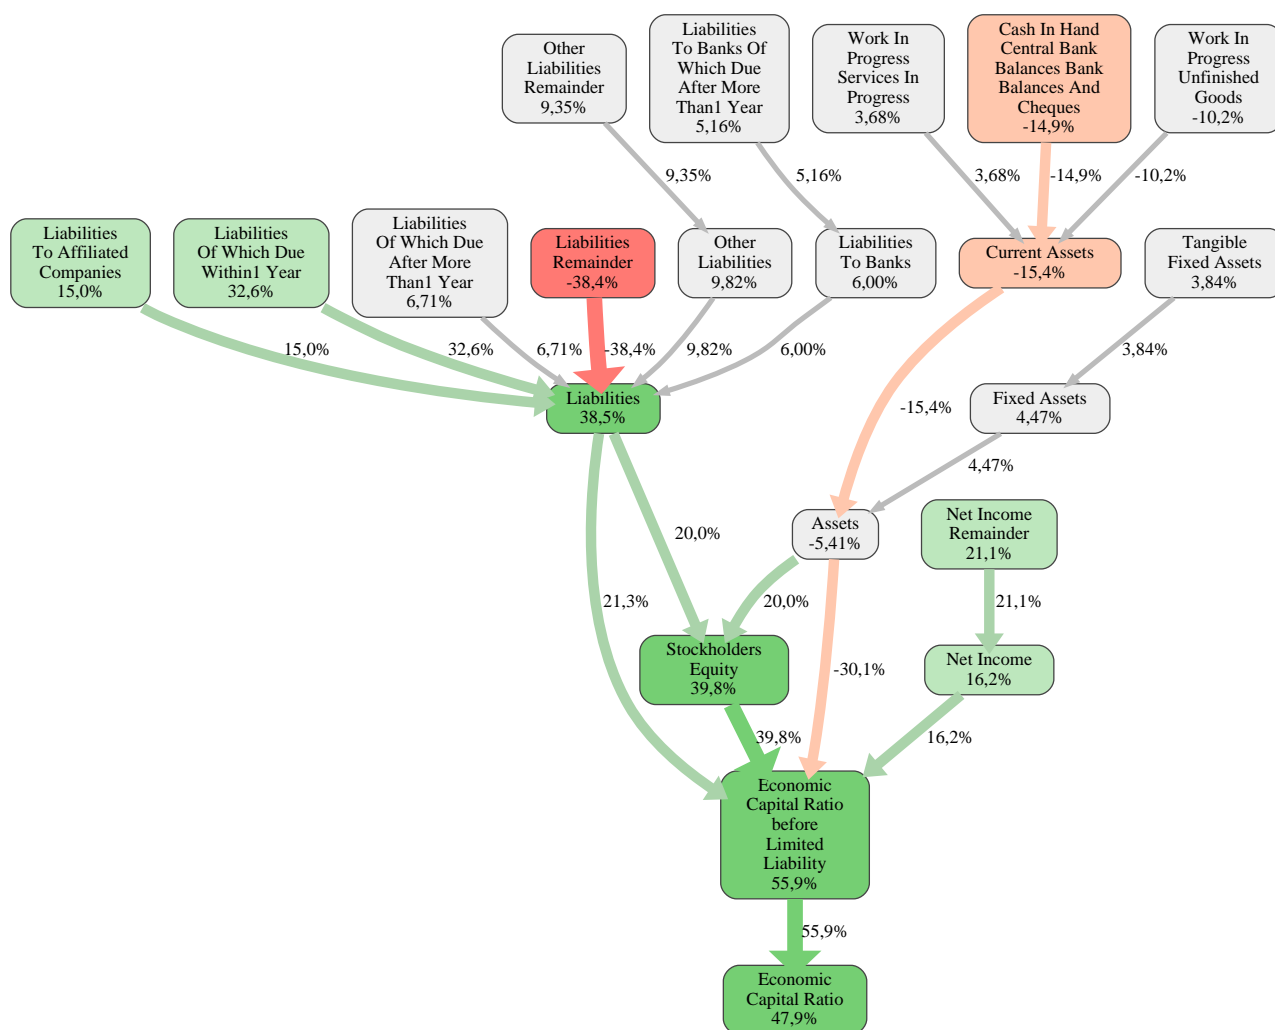 Other
Liabilities
Remainder
9,35%
Liabilities
To Banks Of
Which Due
After More
Than1 Year
5,16%
Work In
Progress
Services In
Progress
3,68%
Cash In Hand
Central Bank
Balances Bank
Balances And
Cheques
-14,9%
Work In
Progress
Unfinished
Goods
-10,2%
9,35%
5,16%
3,68%
-14,9%
-10,2%
Liabilities
To Affiliated
Companies
15,0%
Liabilities
Of Which Due
Within1 Year
32,6%
Liabilities
Of Which Due
After More
Than1 Year
6,71%
Liabilities
Remainder
-38,4%
Other
Liabilities
9,82%
Liabilities
To Banks
6,00%
Current Assets
-15,4%
Tangible
Fixed Assets
3,84%
15,0%
32,6%
6,71%
-38,4%
9,82%
6,00%
3,84%
Liabilities
38,5%
-15,4%
Fixed Assets
4,47%
4,47%
20,0%
Assets
-5,41%
Net Income
Remainder
21,1%
21,3%
20,0%
21,1%
Stockholders
Equity
39,8%
-30,1%
Net Income
16,2%
39,8%
16,2%
Economic
Capital Ratio
before
Limited
Liability
55,9%
55,9%
Economic
Capital Ratio
47,9%